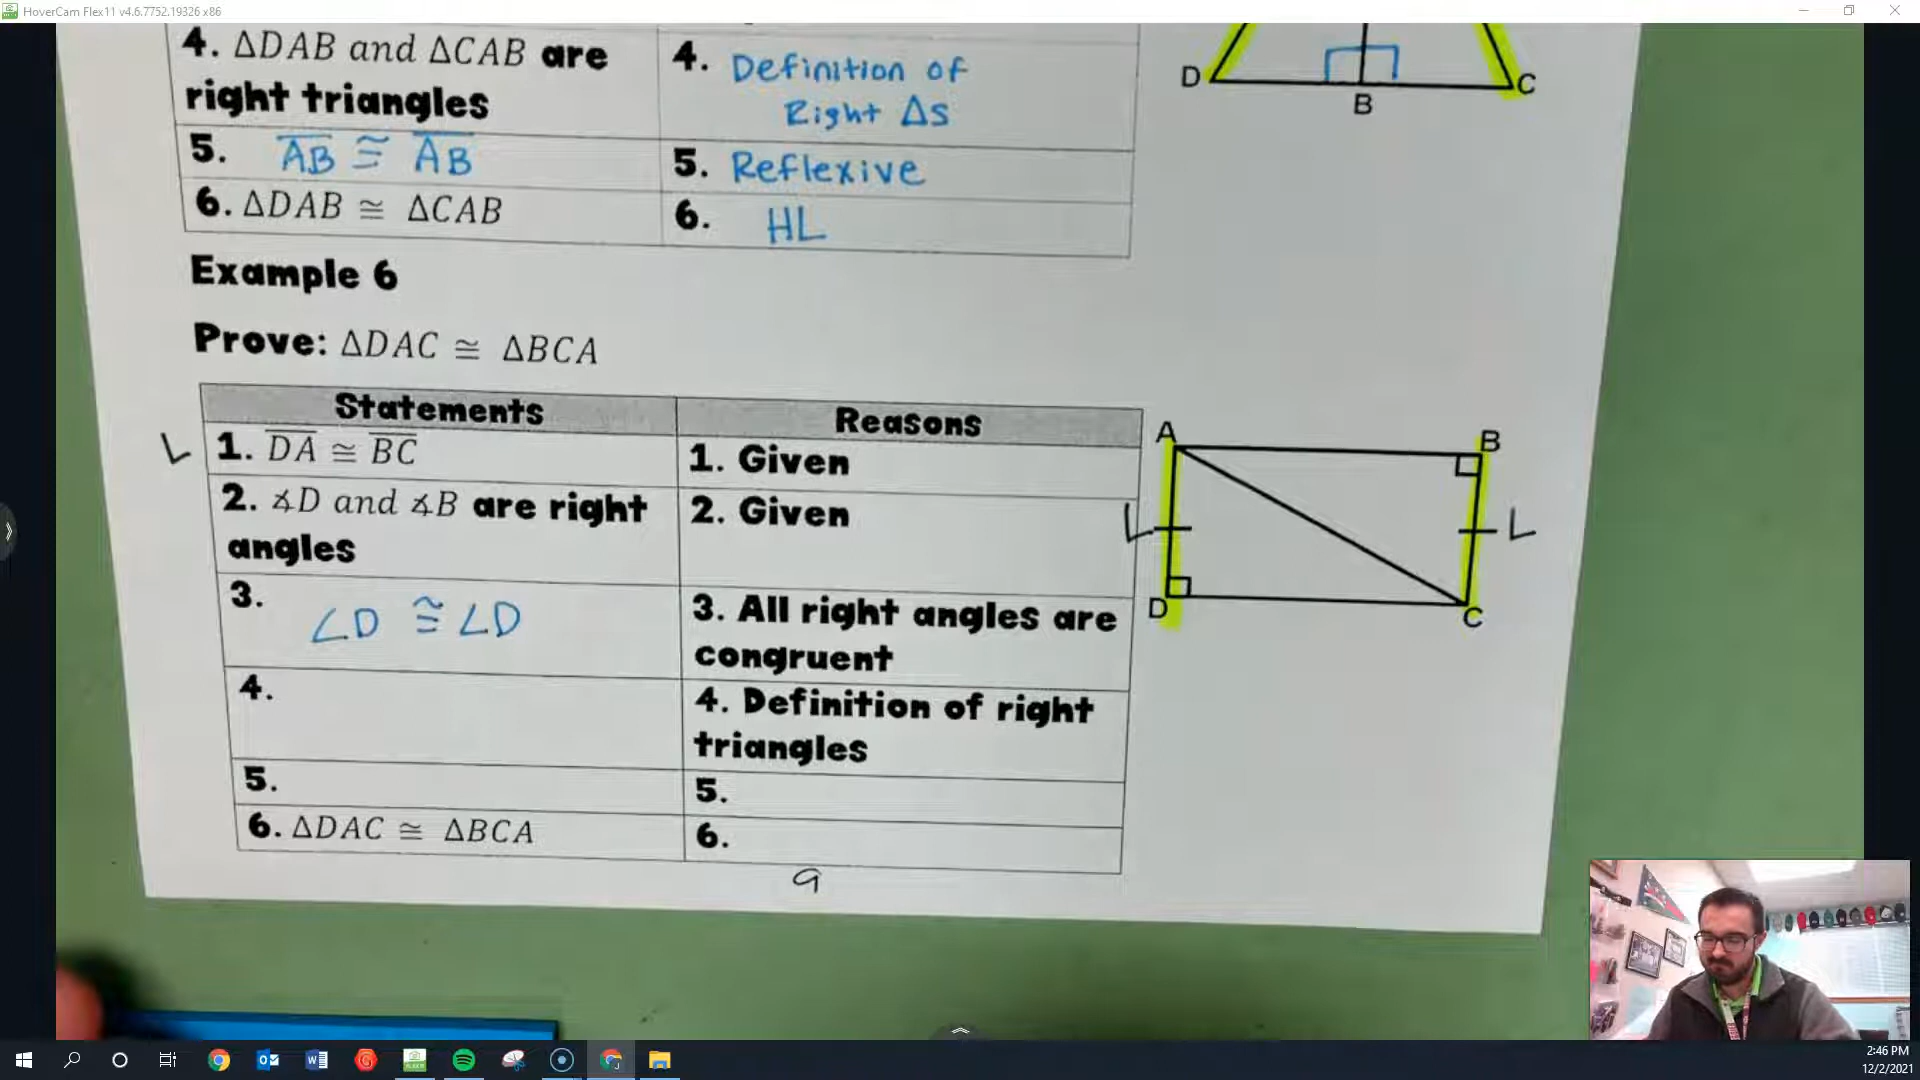 HoverCam Flex11 v4.6.7752.19326 x86
4. ΔDAB and ΔCAB are
right triangles
4. Definition of
Right Δs
D
B
C
5. AB ≅ AB
5. Reflexive
6. ΔDAB ≅ ΔCAB
6. HL
Example 6
Prove: ΔDAC ≅ ΔBCA
Statements
Reasons
L
1. DA ≅ BC
1. Given
2. ∡D and ∡B are right
angles
2. Given
3. ∠D ≅ ∠D
3. All right angles are
congruent
4.
4. Definition of right
triangles
5.
5.
6. ΔDAC ≅ ΔBCA
6.
9
A
B
L
L
D
C
2:46 PM
12/2/2021